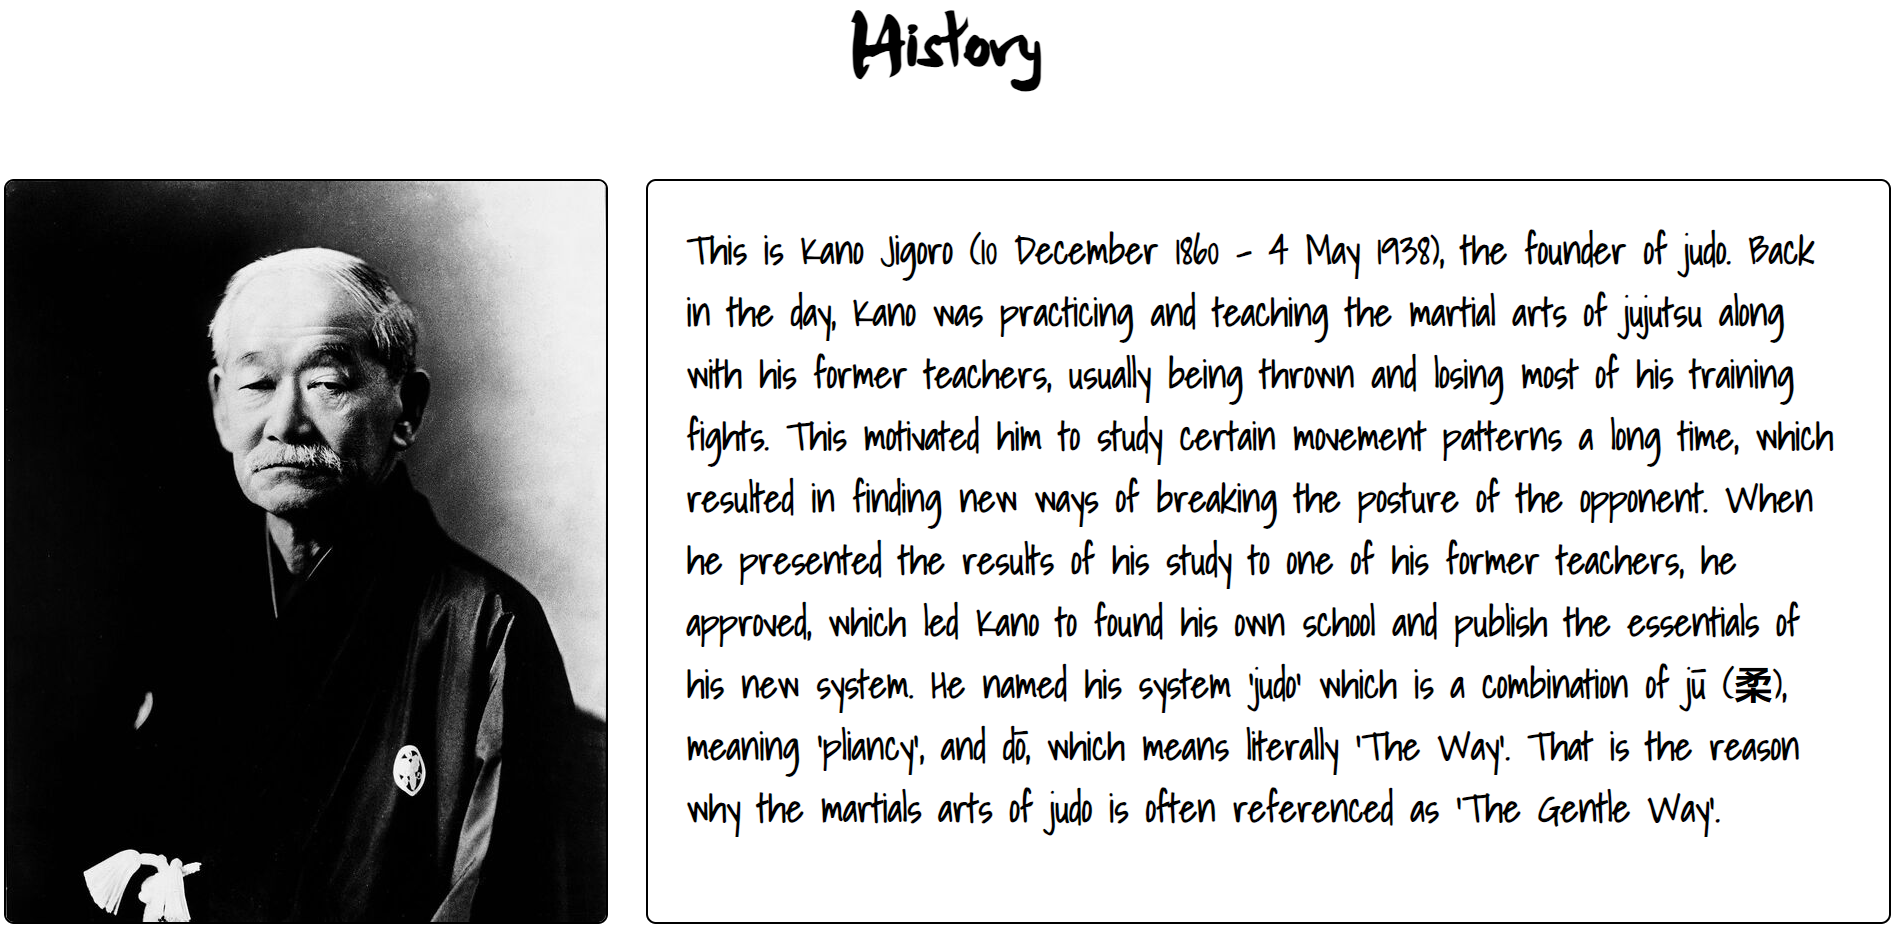 History
This is Kano Jigoro (10 December 1860 – 4 May 1938), the founder of judo. Back
in the day, Kano was practicing and teaching the martial arts of jujutsu along
with his former teachers, usually being thrown and losing most of his training
fights. This motivated him to study certain movement patterns a long time, which
resulted in finding new ways of breaking the posture of the opponent. When
he presented the results of his study to one of his former teachers, he
approved, which led Kano to found his own school and publish the essentials of
his new system. He named his system 'judo' which is a combination of jū (柔),
meaning 'pliancy', and dō, which means literally 'The Way'. That is the reason
why the martials arts of judo is often referenced as 'The Gentle Way'.